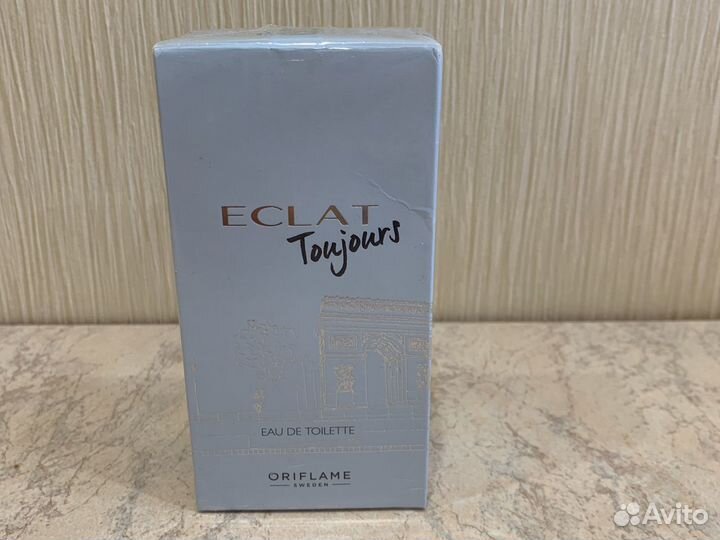 ECLAT
Toujours
EAU DE TOILETTE
ORIFLAME
SWEDEN
Avito